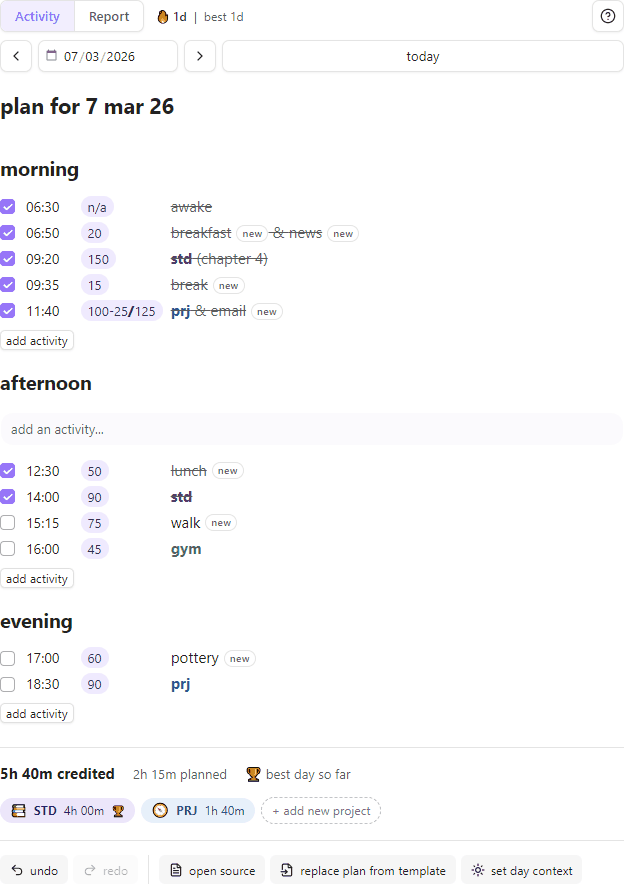 Activity Report 1d | best 1d
07/03/2026 today
plan for 7 mar 26
morning
06:30 n/a awake
06:50 20 breakfast new & news new
09:20 150 std (chapter 4)
09:35 15 break new
11:40 100-25/125 prj & email new
add activity
afternoon
add an activity...
12:30 50 lunch new
14:00 90 std
15:15 75 walk new
16:00 45 gym
add activity
evening
17:00 60 pottery new
18:30 90 prj
add activity
5h 40m credited 2h 15m planned best day so far
STD 4h 00m PRJ 1h 40m + add new project
undo redo open source replace plan from template set day context